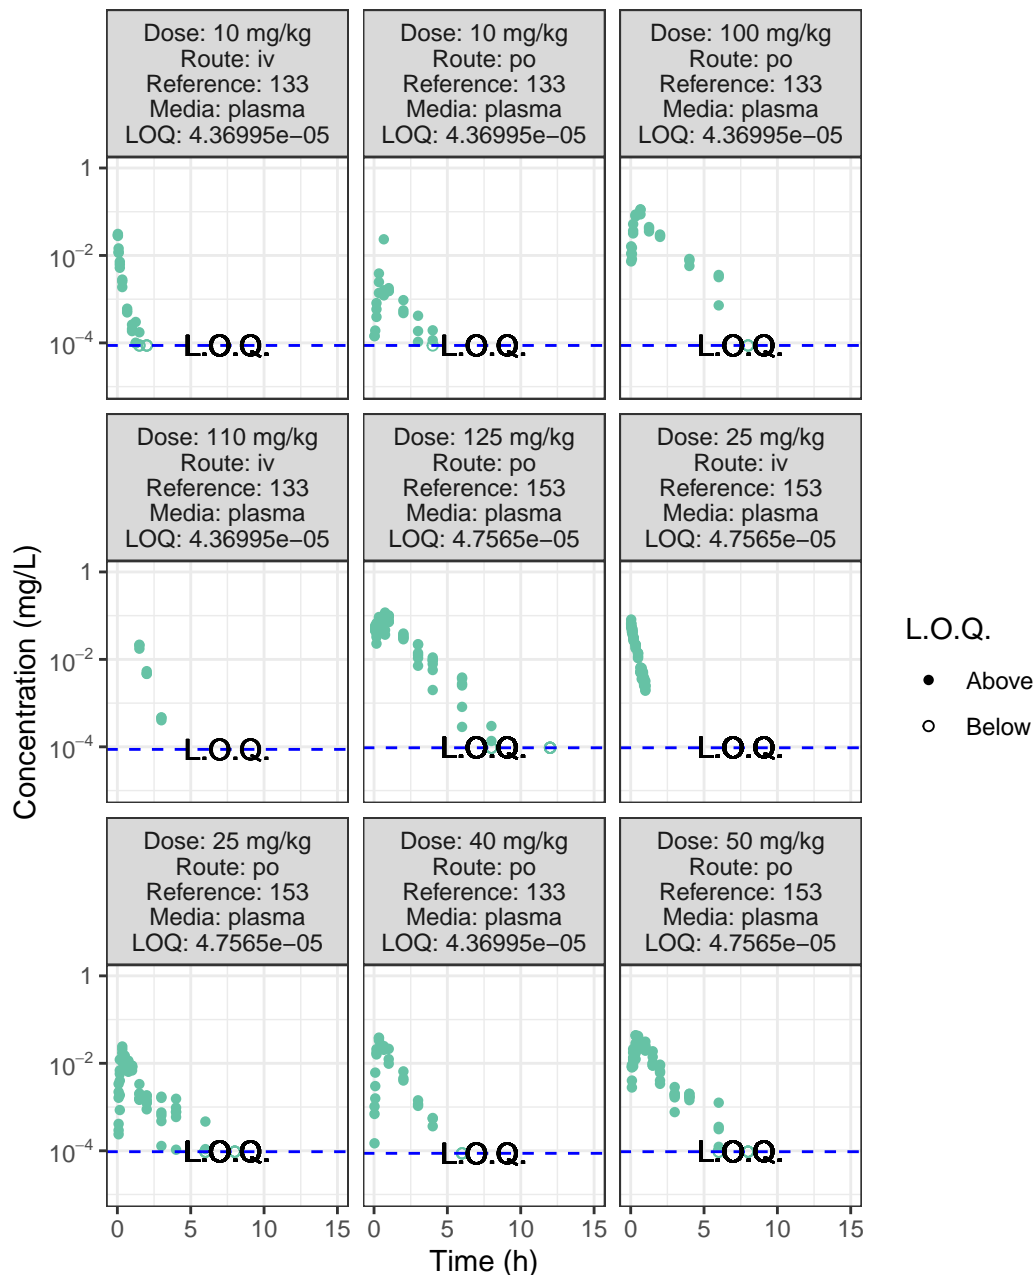 Dose: 10 mg/kg
Route: iv
Reference: 133
Media: plasma
LOQ: 4.36995e−05
Dose: 10 mg/kg
Route: po
Reference: 133
Media: plasma
LOQ: 4.36995e−05
Dose: 100 mg/kg
Route: po
Reference: 133
Media: plasma
LOQ: 4.36995e−05
1
10−2
10−4
L.O.Q.
L.O.Q.
L.O.Q.
Dose: 110 mg/kg
Route: iv
Reference: 133
Media: plasma
LOQ: 4.36995e−05
Dose: 125 mg/kg
Route: po
Reference: 153
Media: plasma
LOQ: 4.7565e−05
Dose: 25 mg/kg
Route: iv
Reference: 153
Media: plasma
LOQ: 4.7565e−05
1
10−2
10−4
L.O.Q.
L.O.Q.
L.O.Q.
Dose: 25 mg/kg
Route: po
Reference: 153
Media: plasma
LOQ: 4.7565e−05
Dose: 40 mg/kg
Route: po
Reference: 133
Media: plasma
LOQ: 4.36995e−05
Dose: 50 mg/kg
Route: po
Reference: 153
Media: plasma
LOQ: 4.7565e−05
1
10−2
10−4
L.O.Q.
L.O.Q.
L.O.Q.
0 5 10 15
0 5 10 15
0 5 10 15
Time (h)
Concentration (mg/L)
L.O.Q.
Above
Below